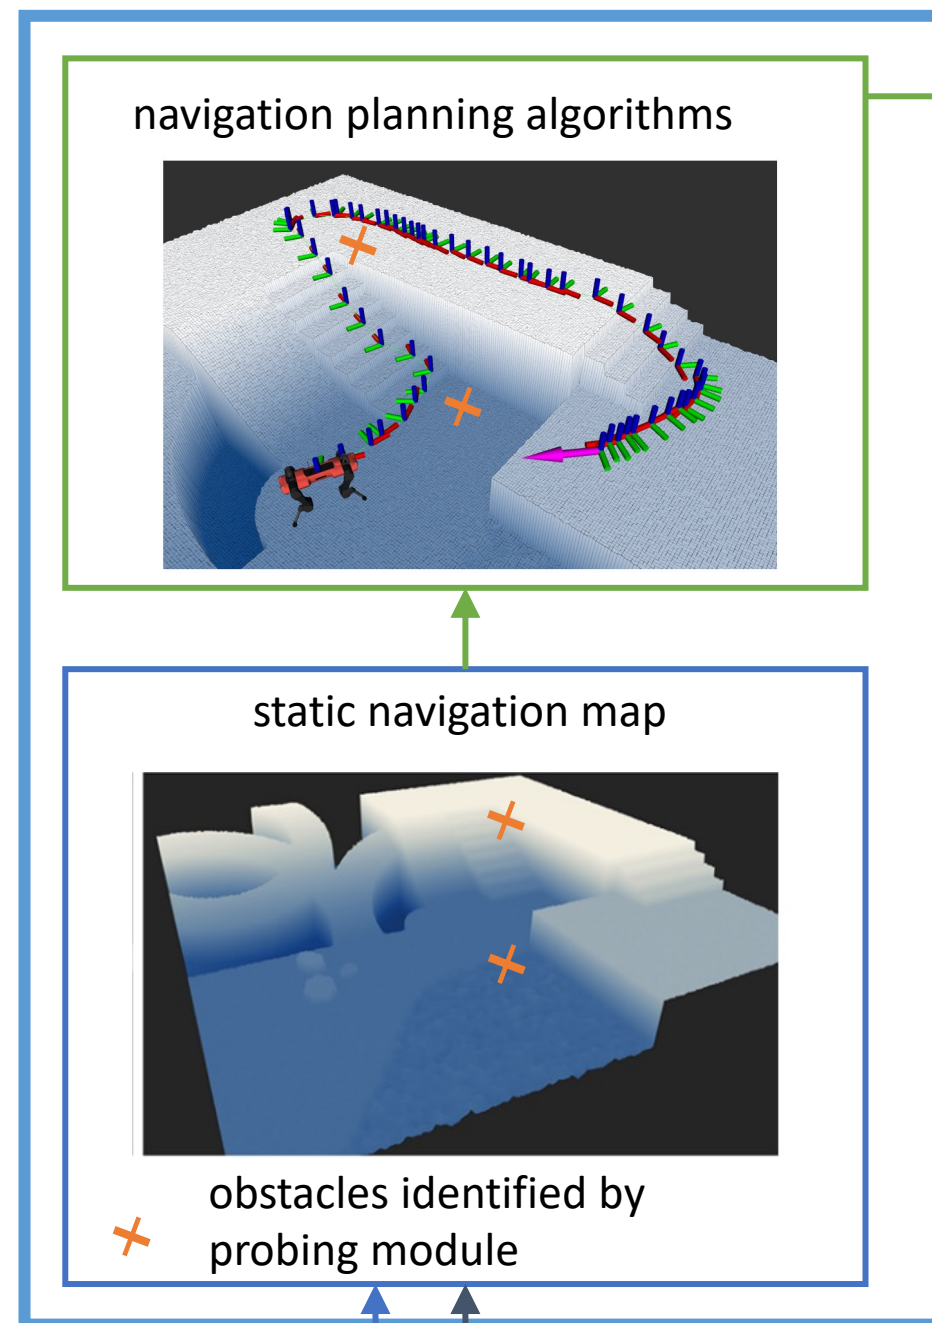 navigation planning algorithms
static navigation map
obstacles identified by
probing module